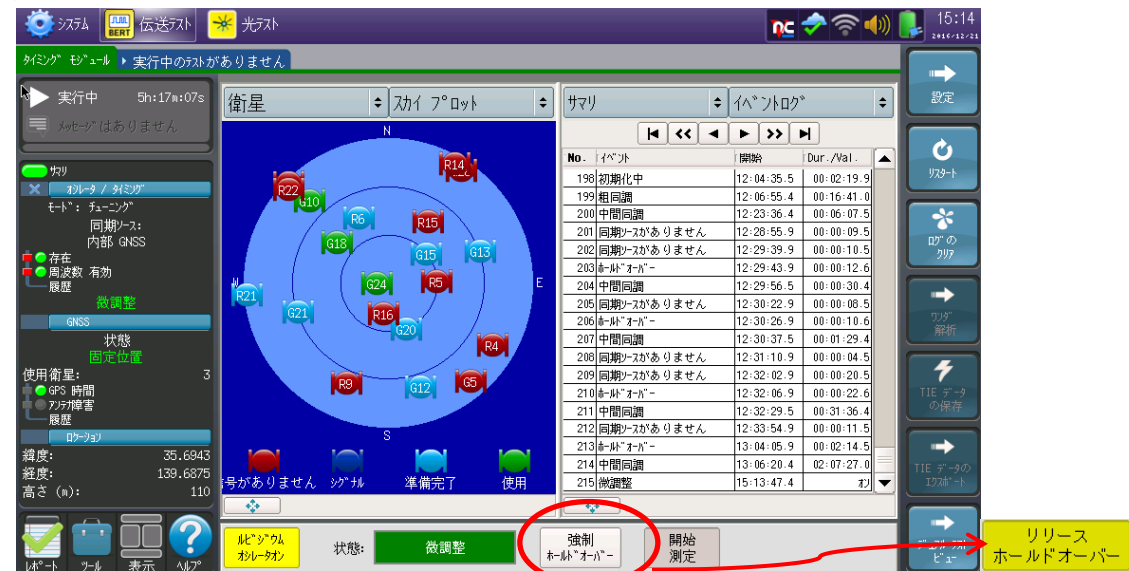 システム
BERT
伝送テスト
光テスト
15:14
2016/12/21
タイミング モジュール
実行中のテストがありません
実行中 5h:17m:07s
メッセージはありません
サマリ
オシレータ / タイミング
モード: チューニング
同期ソース:
内部 GNSS
存在
周波数 有効
履歴
微調整
GNSS
状態
固定位置
使用衛星: 3
GPS 時間
アンテナ障害
履歴
ロケーション
緯度: 35.6943
経度: 139.6875
高さ (m): 110
レポート
ツール
表示
ヘルプ
衛星
スカイ プロット
N
R14
R22
G10
R6
R15
G18
G15
G13
W
E
R21
G24
R5
G21
R16
G20
R4
R9
G12
G5
S
号がありません
シグナル
準備完了
使用
サマリ
イベントログ
No. イベント 開始 Dur./Val.
198 初期化中 12:04:35.5 00:02:19.9
199 粗同調 12:06:55.4 00:16:41.0
200 中間同調 12:23:36.4 00:06:07.5
201 同期ソースがありません 12:28:55.9 00:00:09.5
202 同期ソースがありません 12:29:39.9 00:00:10.5
203 ホールドオーバー 12:29:43.9 00:00:12.6
204 中間同調 12:29:56.5 00:00:30.4
205 同期ソースがありません 12:30:22.9 00:00:08.5
206 ホールドオーバー 12:30:26.9 00:00:10.6
207 中間同調 12:30:37.5 00:01:29.4
208 同期ソースがありません 12:31:10.9 00:00:04.5
209 同期ソースがありません 12:32:02.9 00:00:20.5
210 ホールドオーバー 12:32:06.9 00:00:22.6
211 中間同調 12:32:29.5 00:31:36.4
212 同期ソースがありません 12:33:54.9 00:00:11.5
213 ホールドオーバー 13:04:05.9 00:02:14.5
214 中間同調 13:06:20.4 02:07:27.0
215 微調整 15:13:47.4 オン
ルビジウム
オシレータオン
状態:
微調整
強制
ホールドオーバー
開始
測定
設定
リスタート
ログの
クリア
ワンダ
解析
TIE データ
の保存
TIE データの
エクスポート
リリース
ホールドオーバー